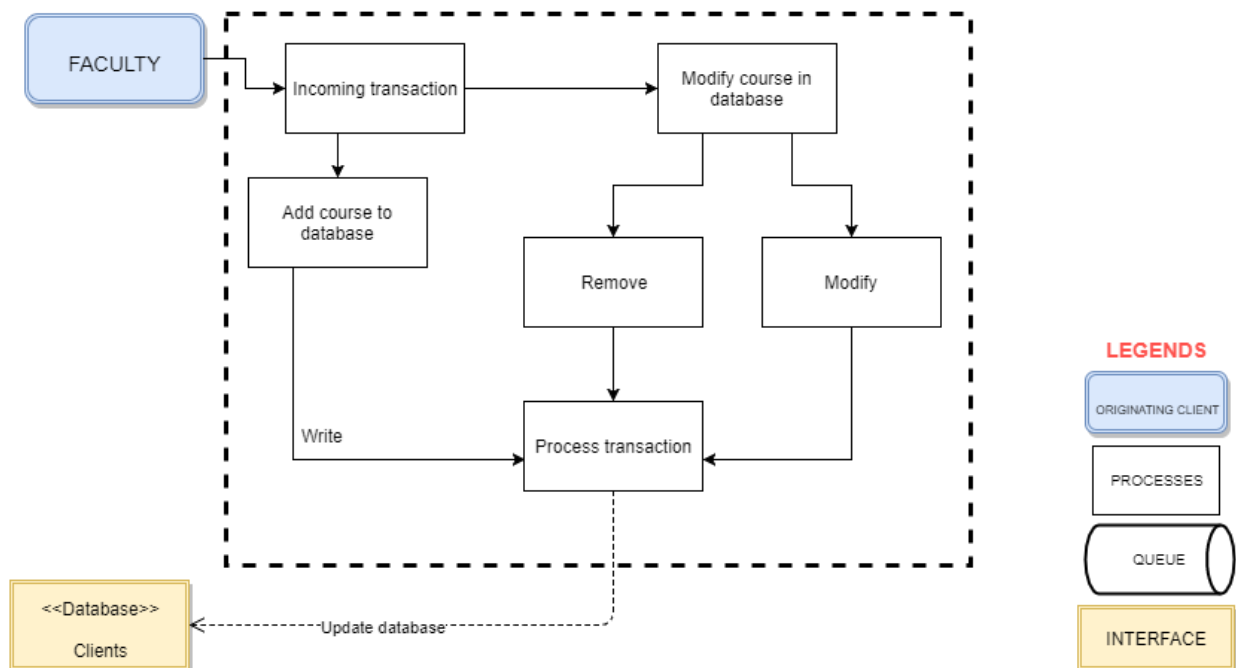 FACULTY
Incoming transaction
Modify course in
database
Add course to
database
Remove
Modify
Write
Process transaction
Update database
<<Database>>
Clients
LEGENDS
ORIGINATING CLIENT
PROCESSES
QUEUE
INTERFACE